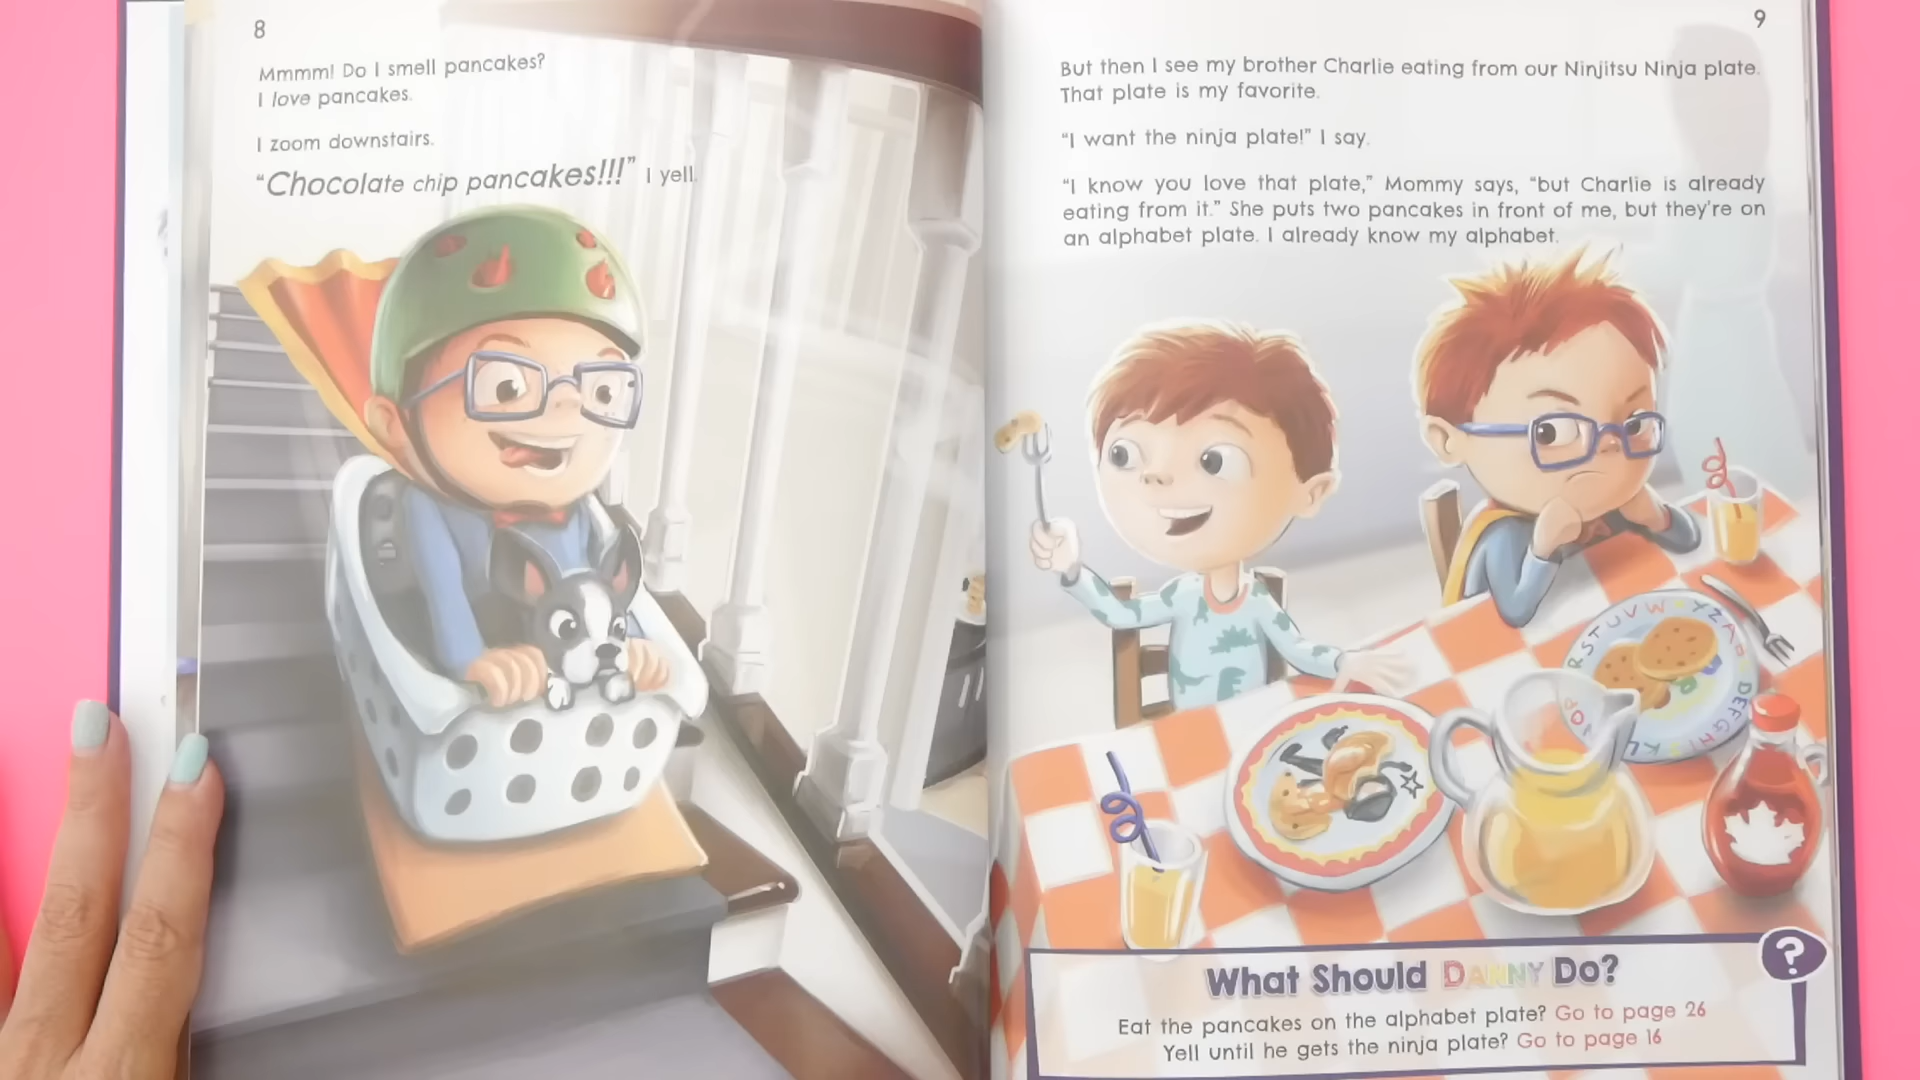 8
Mmmm! Do I smell pancakes?
I love pancakes.
I zoom downstairs.
“Chocolate chip pancakes!!!” I yell.
9
But then I see my brother Charlie eating from our Ninjitsu Ninja plate.
That plate is my favorite.
“I want the ninja plate!” I say.
“I know you love that plate,” Mommy says, “but Charlie is already
eating from it.” She puts two pancakes in front of me, but they’re on
an alphabet plate. I already know my alphabet.
?
What Should DANNY Do?
Eat the pancakes on the alphabet plate? Go to page 26
Yell until he gets the ninja plate? Go to page 16